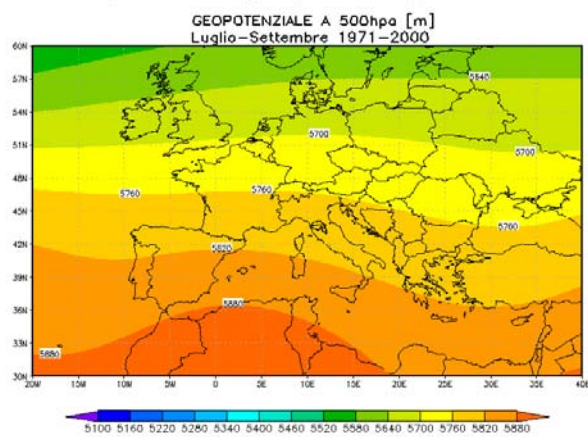 GEOPOTENZIALE A 500hpa [m]
Luglio-Settembre 1971-2000
60N
57N
54N
51N
48N
45N
42N
39N
36N
33N
30N
5640
5700
5700
5760
5760
5760
5820
5880
5880
20W
15W
10W
5W
0
5E
10E
15E
20E
25E
30E
35E
40E
5100 5160 5220 5280 5340 5400 5460 5520 5580 5640 5700 5760 5820 5880